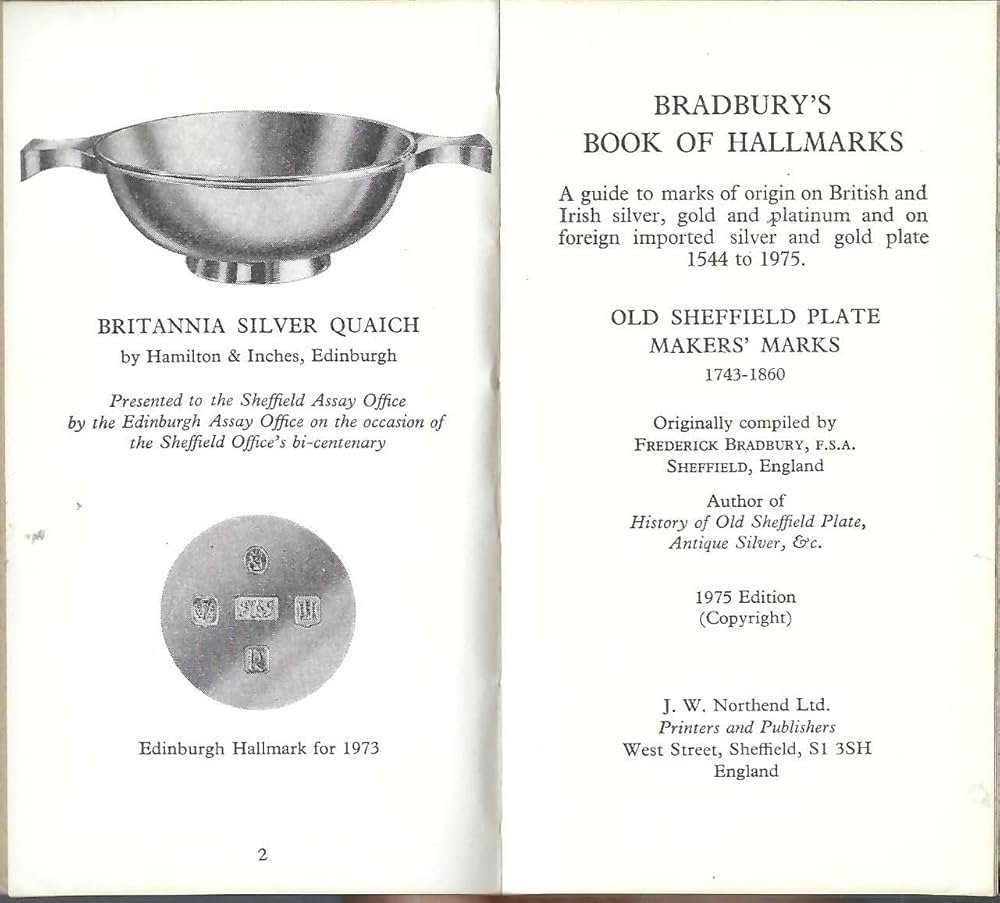 BRITANNIA SILVER QUAICH
by Hamilton & Inches, Edinburgh
Presented to the Sheffield Assay Office
by the Edinburgh Assay Office on the occasion of
the Sheffield Office's bi-centenary
H&I
Edinburgh Hallmark for 1973
2
BRADBURY'S
BOOK OF HALLMARKS
A guide to marks of origin on British and
Irish silver, gold and platinum and on
foreign imported silver and gold plate
1544 to 1975.
OLD SHEFFIELD PLATE
MAKERS' MARKS
1743-1860
Originally compiled by
FREDERICK BRADBURY, F.S.A.
SHEFFIELD, England
Author of
History of Old Sheffield Plate,
Antique Silver, &c.
1975 Edition
(Copyright)
J. W. Northend Ltd.
Printers and Publishers
West Street, Sheffield, S1 3SH
England